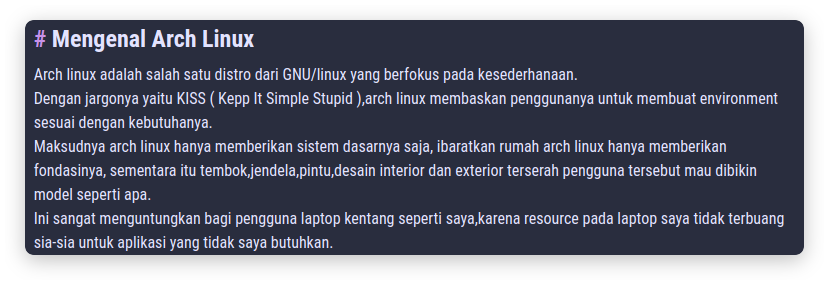 # Mengenal Arch Linux
Arch linux adalah salah satu distro dari GNU/linux yang berfokus pada kesederhanaan.
Dengan jargonya yaitu KISS ( Kepp It Simple Stupid ),arch linux membaskan penggunanya untuk membuat environment
sesuai dengan kebutuhanya.
Maksudnya arch linux hanya memberikan sistem dasarnya saja, ibaratkan rumah arch linux hanya memberikan
fondasinya, sementara itu tembok,jendela,pintu,desain interior dan exterior terserah pengguna tersebut mau dibikin
model seperti apa.
Ini sangat menguntungkan bagi pengguna laptop kentang seperti saya,karena resource pada laptop saya tidak terbuang
sia-sia untuk aplikasi yang tidak saya butuhkan.